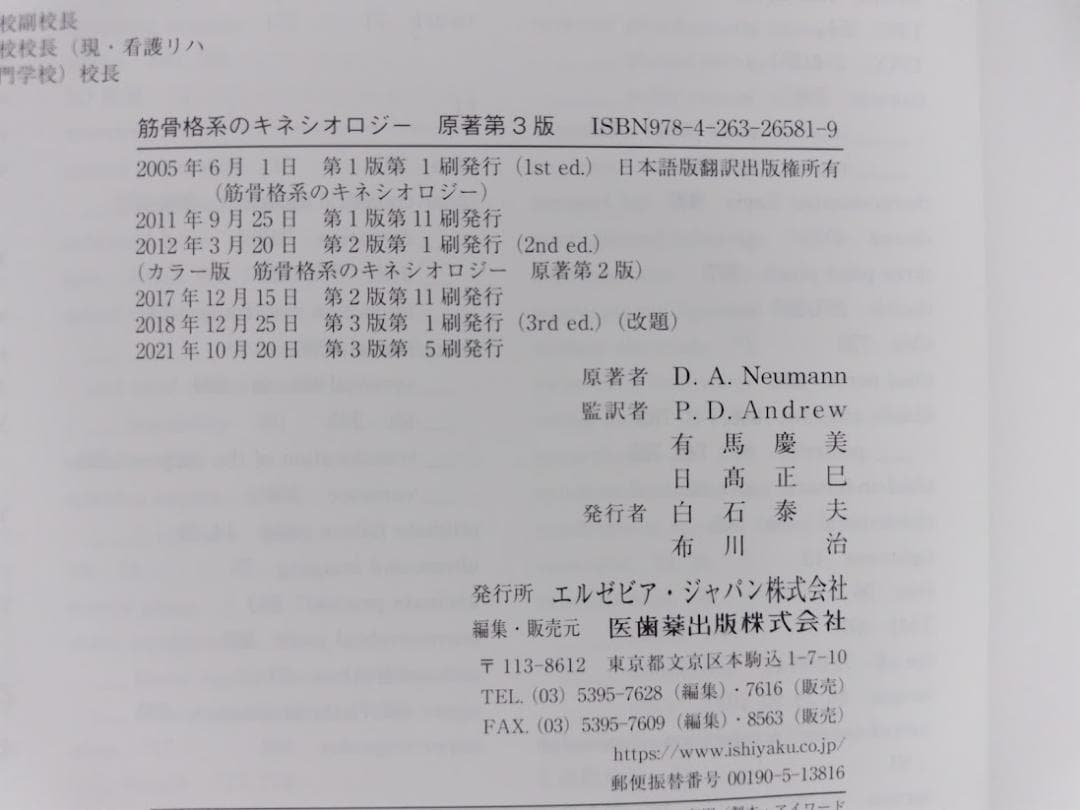 校副校長
校校長（現・看護リハ
門学校）校長
筋骨格系のキネシオロジー　原著第3版　ISBN978-4-263-26581-9
2005年6月1日　第1版第1刷発行（1st ed.）　日本語版翻訳出版権所有
（筋骨格系のキネシオロジー）
2011年9月25日　第1版第11刷発行
2012年3月20日　第2版第1刷発行（2nd ed.）
（カラー版　筋骨格系のキネシオロジー　原著第2版）
2017年12月15日　第2版第11刷発行
2018年12月25日　第3版第1刷発行（3rd ed.）（改題）
2021年10月20日　第3版第5刷発行
原著者　D. A. Neumann
監訳者　P. D. Andrew
有馬慶美
日髙正巳
発行者　白石泰夫
布川治
発行所　エルゼビア・ジャパン株式会社
編集・販売元　医歯薬出版株式会社
〒113-8612　東京都文京区本駒込1-7-10
TEL.（03）5395-7628（編集）・7616（販売）
FAX.（03）5395-7609（編集）・8563（販売）
https://www.ishiyaku.co.jp/
郵便振替番号 00190-5-13816
製本・アイワード